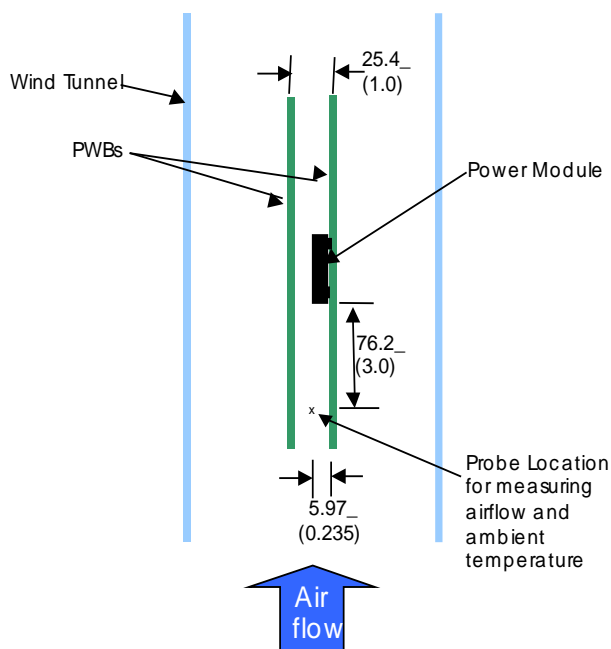 25.4_
(1.0)
Wind Tunnel
PWBs
Power Module
76.2_
(3.0)
x
Probe Location
for measuring
airflow and
ambient
temperature
5.97_
(0.235)
Air
flow